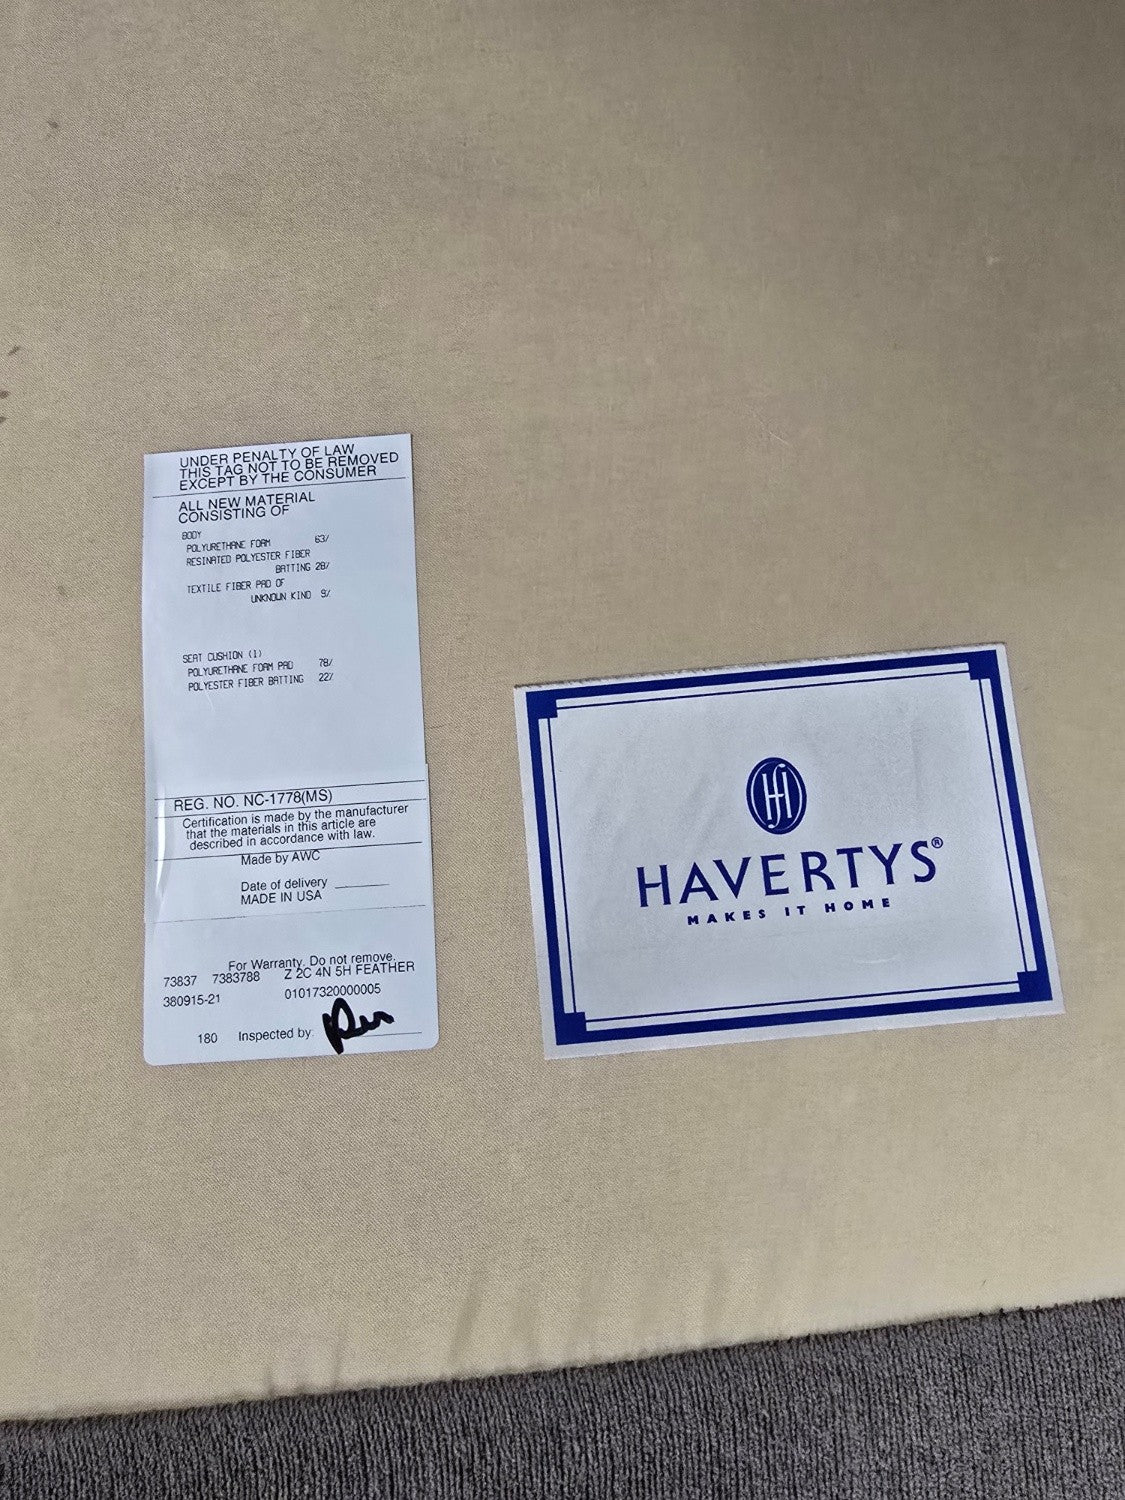 UNDER PENALTY OF LAW
THIS TAG NOT TO BE REMOVED
EXCEPT BY THE CONSUMER
ALL NEW MATERIAL
CONSISTING OF
BODY
POLYURETHANE FOAM 63%
RESINATED POLYESTER FIBER
BATTING 28%
TEXTILE FIBER PAD OF
UNKNOWN KIND 9%
SEAT CUSHION (1)
POLYURETHANE FOAM PAD 78%
POLYESTER FIBER BATTING 22%
REG. NO. NC-1778(MS)
Certification is made by the manufacturer
that the materials in this article are
described in accordance with law.
Made by AWC
Date of delivery
MADE IN USA
For Warranty. Do not remove.
73837 7383788 Z 2C 4N 5H FEATHER
380915-21 01017320000005
180 Inspected by:
HAVERTYS®
MAKES IT HOME